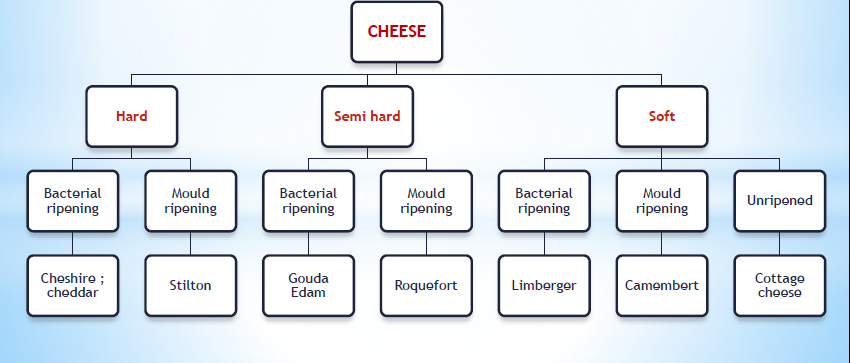 CHEESE
Hard
Semi hard
Soft
Bacterial
ripening
Mould
ripening
Bacterial
ripening
Mould
ripening
Bacterial
ripening
Mould
ripening
Unripened
Cheshire ;
cheddar
Stilton
Gouda
Edam
Roquefort
Limberger
Camembert
Cottage
cheese